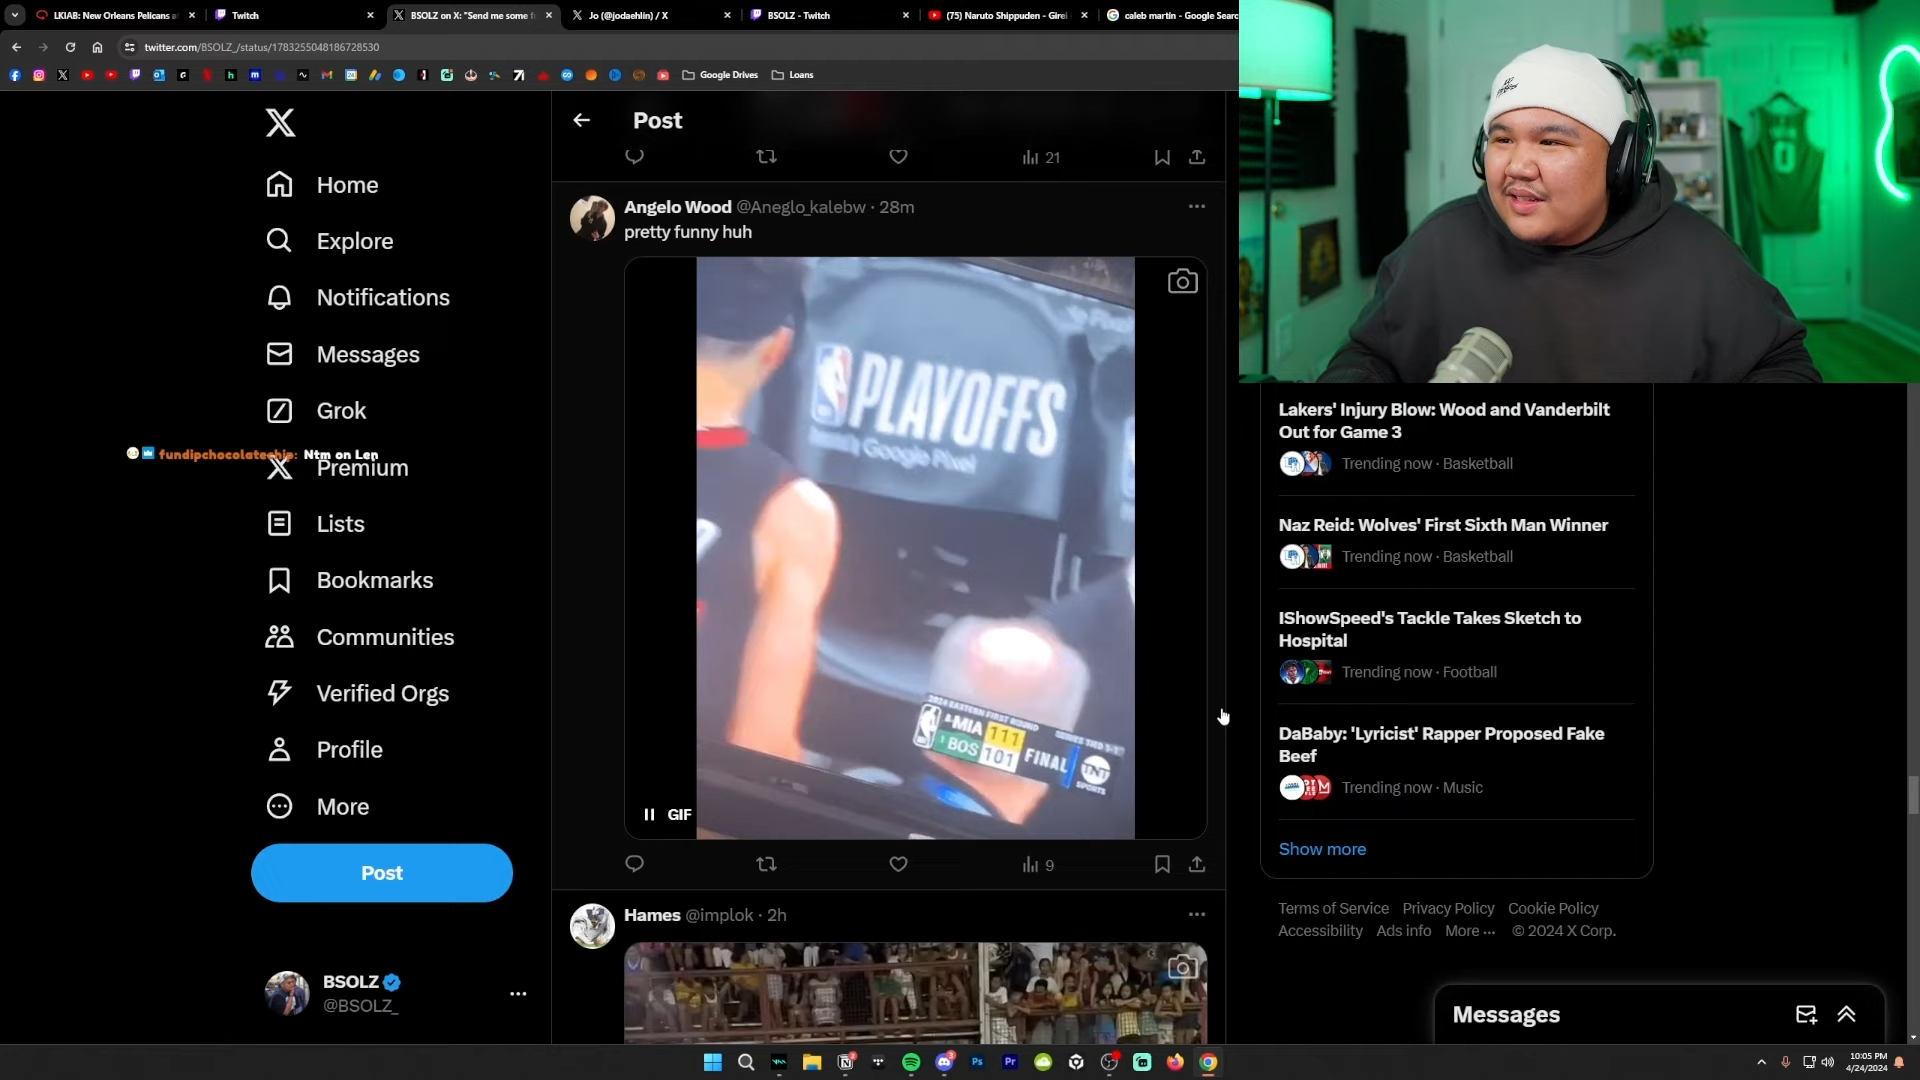 LKIAB: New Orleans Pelicans a
Twitch
BSOLZ on X: "Send me some f
Jo (@jodaehlin) / X
BSOLZ - Twitch
(75) Naruto Shippuden - Girei
caleb martin - Google Searc
twitter.com/BSOLZ_/status/1783255048186728530
Google Drives
Loans
Post
21
Home
Explore
Notifications
Messages
Grok
Premium
Lists
Bookmarks
Communities
Verified Orgs
Profile
More
Post
BSOLZ
@BSOLZ_
fundipchocolatechip: Ntm on Len
Angelo Wood @Aneglo_kalebw · 28m
pretty funny huh
PLAYOFFS
Google Pixel
2024 EASTERN FIRST ROUND
MIA 111
1 BOS 101
FINAL
TNT
SPORTS
GIF
9
Hames @implok · 2h
Lakers' Injury Blow: Wood and Vanderbilt
Out for Game 3
Trending now · Basketball
Naz Reid: Wolves' First Sixth Man Winner
Trending now · Basketball
IShowSpeed's Tackle Takes Sketch to
Hospital
Trending now · Football
DaBaby: 'Lyricist' Rapper Proposed Fake
Beef
Trending now · Music
Show more
Terms of Service Privacy Policy Cookie Policy
Accessibility Ads info More ··· © 2024 X Corp.
Messages
10:05 PM
4/24/2024